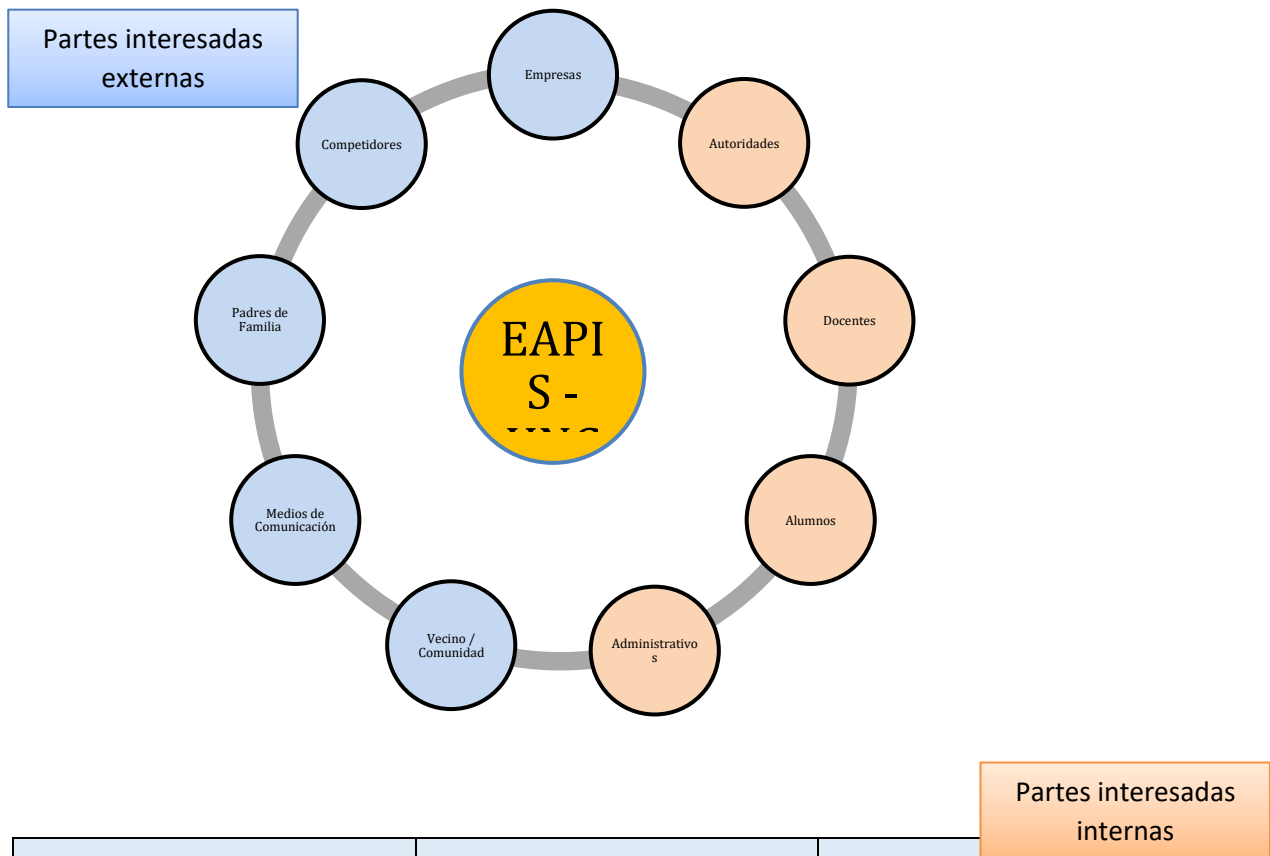 Partes interesadas
externas
Empresas
Competidores
Autoridades
Padres de
Familia
Docentes
EAPI
S -
Medios de
Comunicación
Alumnos
Vecino /
Comunidad
Administrativo
s
Partes interesadas
internas